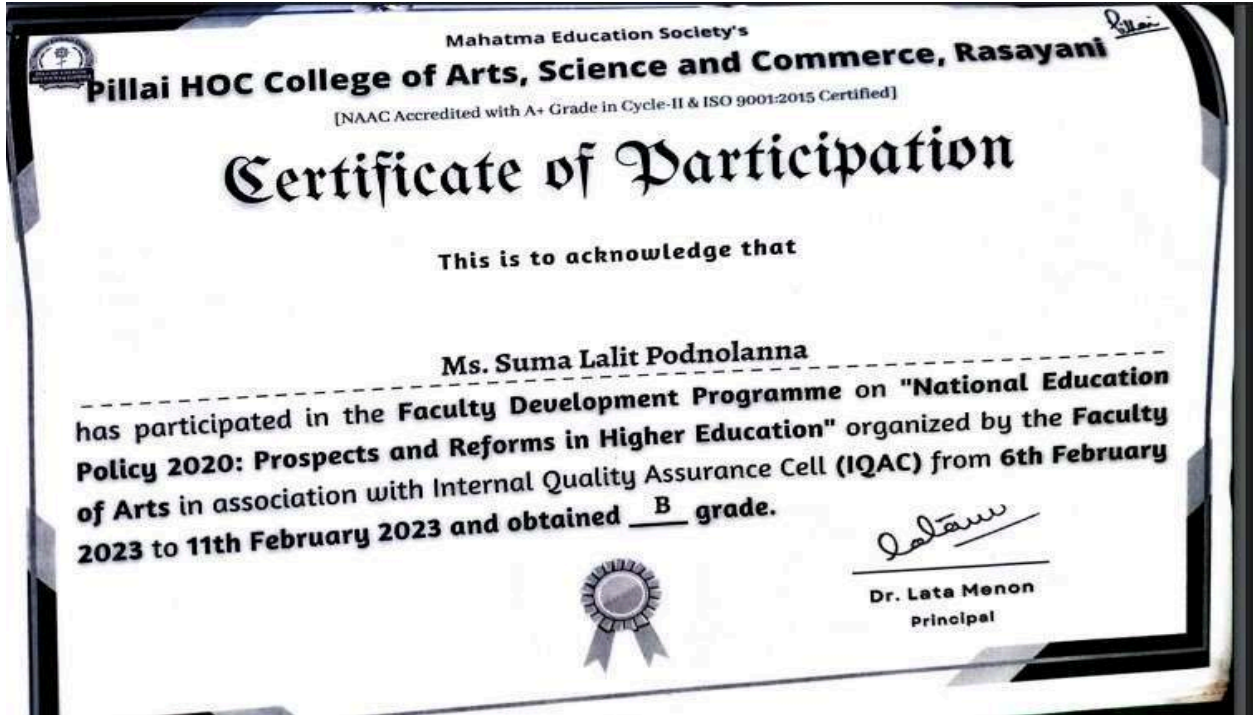 Mahatma Education Society's
Pillai
Pillai HOC College of Arts, Science and Commerce, Rasayani
[NAAC Accredited with A+ Grade in Cycle-II & ISO 9001:2015 Certified]
Certificate of Participation
This is to acknowledge that
Ms. Suma Lalit Podnolanna
has participated in the Faculty Development Programme on "National Education
Policy 2020: Prospects and Reforms in Higher Education" organized by the Faculty
of Arts in association with Internal Quality Assurance Cell (IQAC) from 6th February
2023 to 11th February 2023 and obtained B grade.
Dr. Lata Menon
Principal